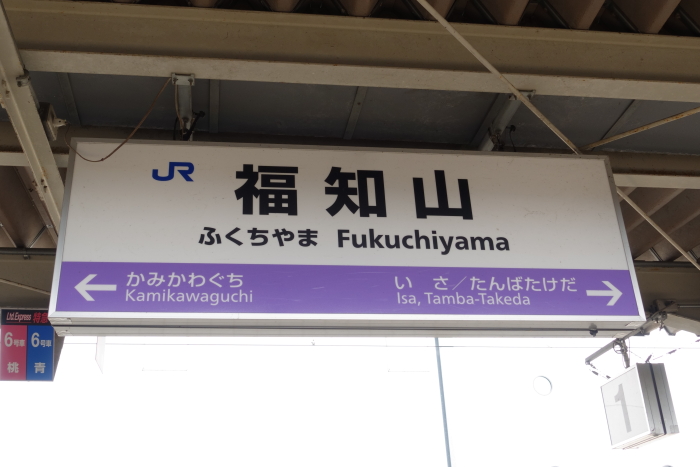 JR 福知山
ふくちやま Fukuchiyama
← かみかわぐち
Kamikawaguchi
い さ／たんばたけだ →
Isa, Tamba-Takeda
Ltd.Express 特急
6号車 6号車
桃 青
1